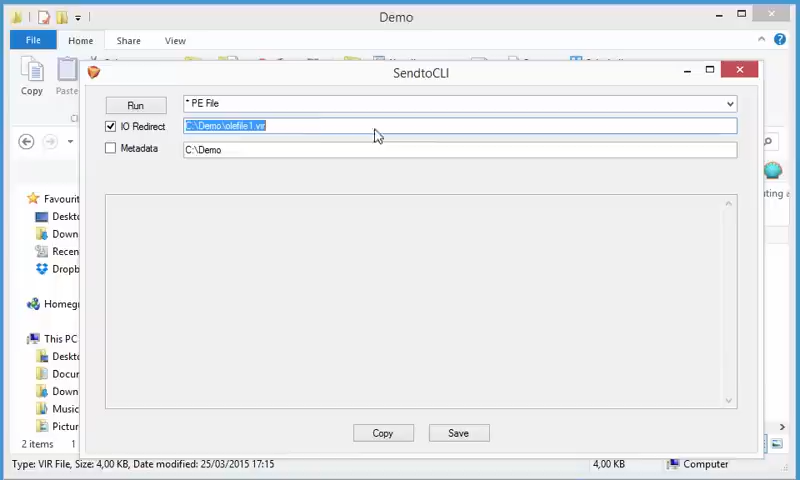 Demo
File Home Share View
Copy
Paste
SendtoCLI
Run
* PE File
IO Redirect
C:\Demo\olefile1.vir
Metadata
C:\Demo
Favourit
Deskto
Down
Recen
Dropb
Homegr
This PC
Deskto
Docur
Down
Music
Pictur
Copy
Save
2 items
Type: VIR File, Size: 4,00 KB, Date modified: 25/03/2015 17:15
4,00 KB
Computer